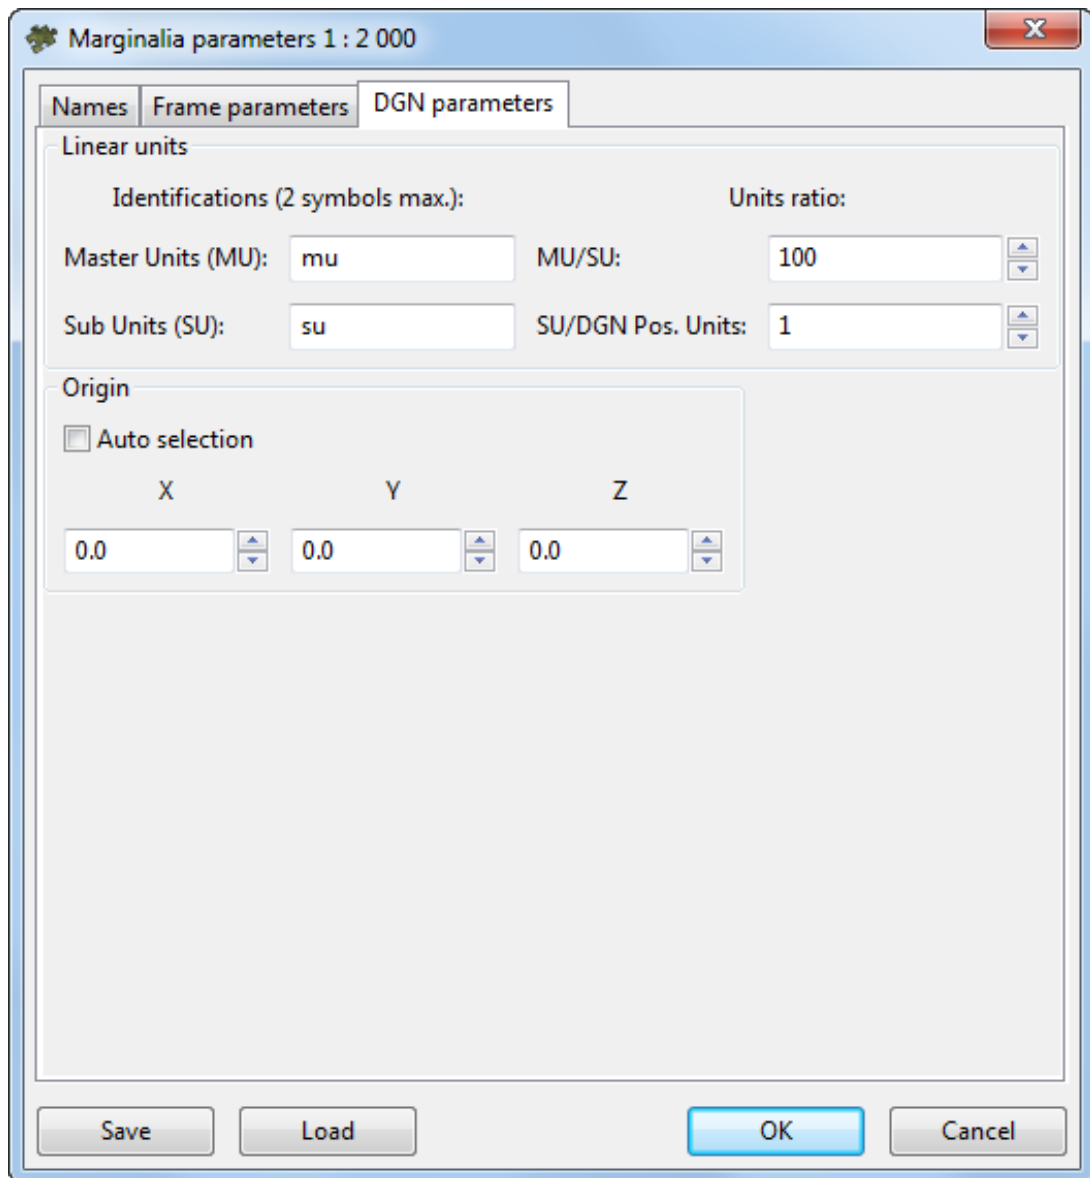 Marginalia parameters 1 : 2 000
x
Names Frame parameters DGN parameters
Linear units
Identifications (2 symbols max.): Units ratio:
Master Units (MU): mu MU/SU: 100
Sub Units (SU): su SU/DGN Pos. Units: 1
Origin
Auto selection
X Y Z
0.0 0.0 0.0
Save Load OK Cancel